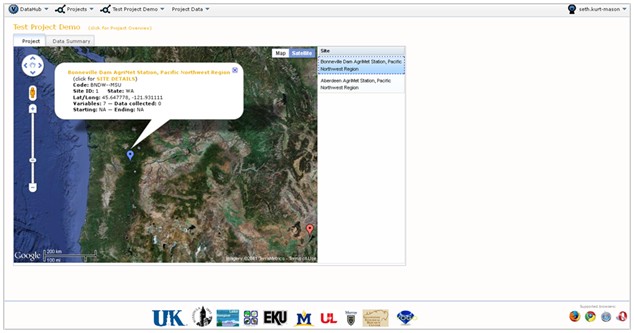 DataHub
Projects
Test Project Demo
Project Data
seth.kurt-mason
Test Project Demo (click for Project Overview)
Project
Data Summary
Map
Satellite
Site
Bonneville Dam AgriMet Station, Pacific Northwest Region
(click for SITE DETAILS)
Code: BNDW--MSU
Site ID: 1 State: WA
Lat/Long: 45.647778, -121.931111
Variables: 7 -- Data collected: 0
Starting: NA -- Ending: NA
Bonneville Dam AgriMet Station, Pacific
Northwest Region
Aberdeen AgriMet Station, Pacific
Northwest Region
Google
200 km
100 mi
Imagery ©2011 TerraMetrics - Terms of Use
Supported browsers
UK
EKU
M
UL